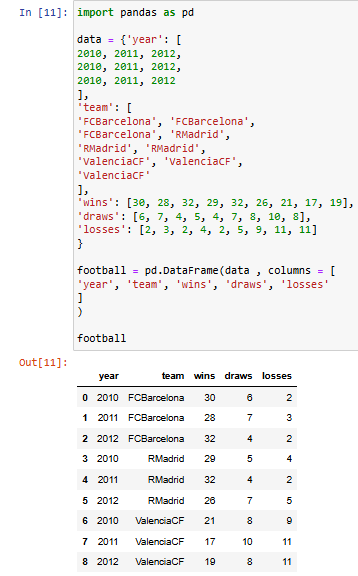 In [11]: import pandas as pd
data = {'year': [
2010, 2011, 2012,
2010, 2011, 2012,
2010, 2011, 2012
],
'team': [
'FCBarcelona', 'FCBarcelona',
'FCBarcelona', 'RMadrid',
'RMadrid', 'RMadrid',
'ValenciaCF', 'ValenciaCF',
'ValenciaCF'
],
'wins': [30, 28, 32, 29, 32, 26, 21, 17, 19],
'draws': [6, 7, 4, 5, 4, 7, 8, 10, 8],
'losses': [2, 3, 2, 4, 2, 5, 9, 11, 11]
}
football = pd.DataFrame(data , columns = [
'year', 'team', 'wins', 'draws', 'losses'
]
)
football
Out[11]:
year team wins draws losses
0 2010 FCBarcelona 30 6 2
1 2011 FCBarcelona 28 7 3
2 2012 FCBarcelona 32 4 2
3 2010 RMadrid 29 5 4
4 2011 RMadrid 32 4 2
5 2012 RMadrid 26 7 5
6 2010 ValenciaCF 21 8 9
7 2011 ValenciaCF 17 10 11
8 2012 ValenciaCF 19 8 11